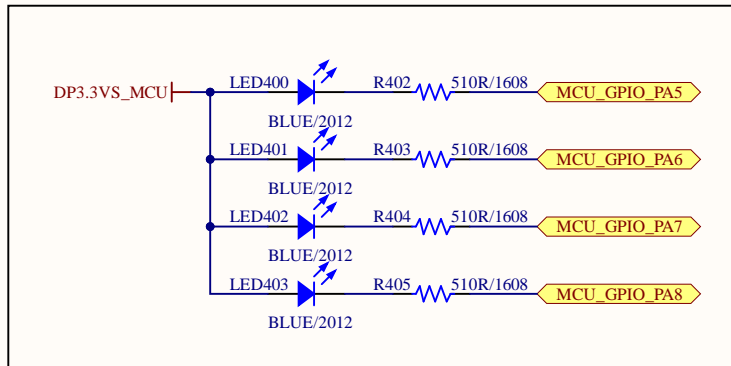 LED400 R402 510R/1608
DP3.3VS_MCU MCU_GPIO_PA5
BLUE/2012
LED401 R403 510R/1608
MCU_GPIO_PA6
BLUE/2012
LED402 R404 510R/1608
MCU_GPIO_PA7
BLUE/2012
LED403 R405 510R/1608
MCU_GPIO_PA8
BLUE/2012